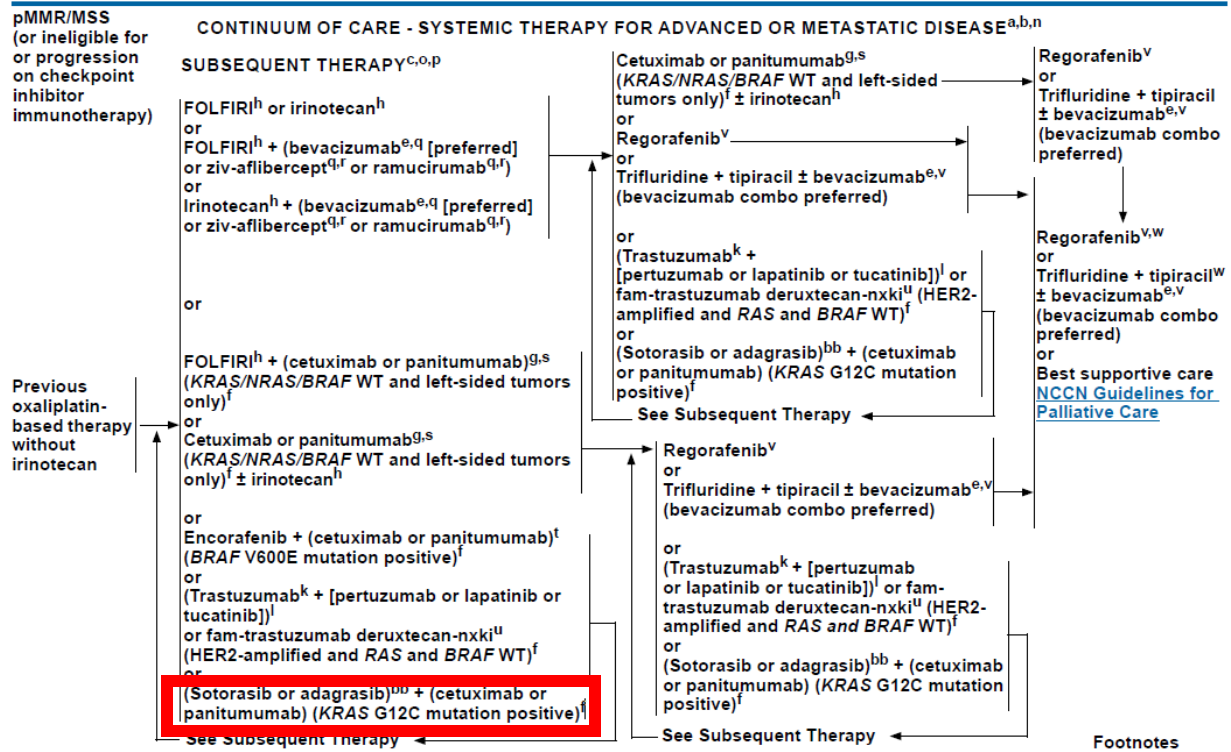 pMMR/MSS
(or ineligible for
or progression
on checkpoint
inhibitor
immunotherapy)
CONTINUUM OF CARE - SYSTEMIC THERAPY FOR ADVANCED OR METASTATIC DISEASEa,b,n
SUBSEQUENT THERAPYc,o,p
Previous
oxaliplatin-
based therapy
without
irinotecan
FOLFIRIh or irinotecanh
or
FOLFIRIh + (bevacizumabe,q [preferred]
or ziv-afliberceptq,r or ramucirumabq,r)
or
Irinotecanh + (bevacizumabe,q [preferred]
or ziv-afliberceptq,r or ramucirumabq,r)
or
FOLFIRIh + (cetuximab or panitumumab)g,s
(KRAS/NRAS/BRAF WT and left-sided tumors
only)f
or
Cetuximab or panitumumabg,s
(KRAS/NRAS/BRAF WT and left-sided tumors
only)f ± irinotecanh
or
Encorafenib + (cetuximab or panitumumab)t
(BRAF V600E mutation positive)f
or
(Trastuzumabk + [pertuzumab or lapatinib or
tucatinib])l
or fam-trastuzumab deruxtecan-nxkiu
(HER2-amplified and RAS and BRAF WT)f
or
(Sotorasib or adagrasib)bb + (cetuximab or
panitumumab) (KRAS G12C mutation positive)f
See Subsequent Therapy
Cetuximab or panitumumabg,s
(KRAS/NRAS/BRAF WT and left-sided
tumors only)f ± irinotecanh
or
Regorafenibv
or
Trifluridine + tipiracil ± bevacizumabe,v
(bevacizumab combo preferred)
or
(Trastuzumabk +
[pertuzumab or lapatinib or tucatinib])l or
fam-trastuzumab deruxtecan-nxkiu (HER2-
amplified and RAS and BRAF WT)f
or
(Sotorasib or adagrasib)bb + (cetuximab
or panitumumab) (KRAS G12C mutation
positive)f
See Subsequent Therapy
Regorafenibv
or
Trifluridine + tipiracil ± bevacizumabe,v
(bevacizumab combo preferred)
or
(Trastuzumabk + [pertuzumab
or lapatinib or tucatinib])l or fam-
trastuzumab deruxtecan-nxkiu (HER2-
amplified and RAS and BRAF WT)f
or
(Sotorasib or adagrasib)bb + (cetuximab
or panitumumab) (KRAS G12C mutation
positive)f
See Subsequent Therapy
Regorafenibv
or
Trifluridine + tipiracil
± bevacizumabe,v
(bevacizumab combo
preferred)
Regorafenibv,w
or
Trifluridine + tipiracilw
± bevacizumabe,v
(bevacizumab combo
preferred)
or
Best supportive care
NCCN Guidelines for
Palliative Care
Footnotes